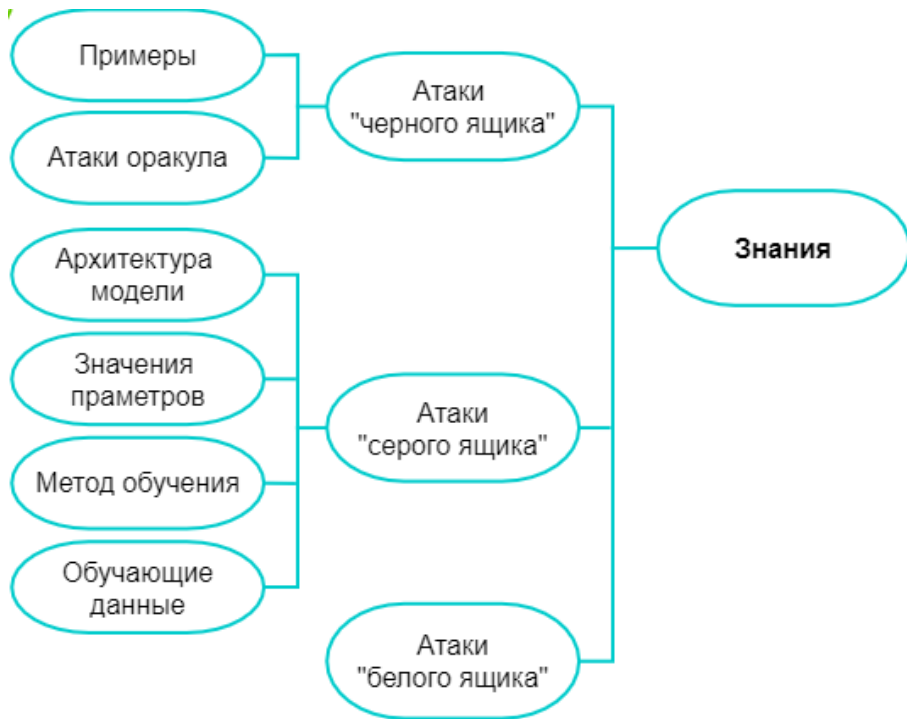 Примеры
Атаки оракула
Атаки
"черного ящика"
Знания
Архитектура
модели
Значения
праметров
Метод обучения
Обучающие
данные
Атаки
"серого ящика"
Атаки
"белого ящика"